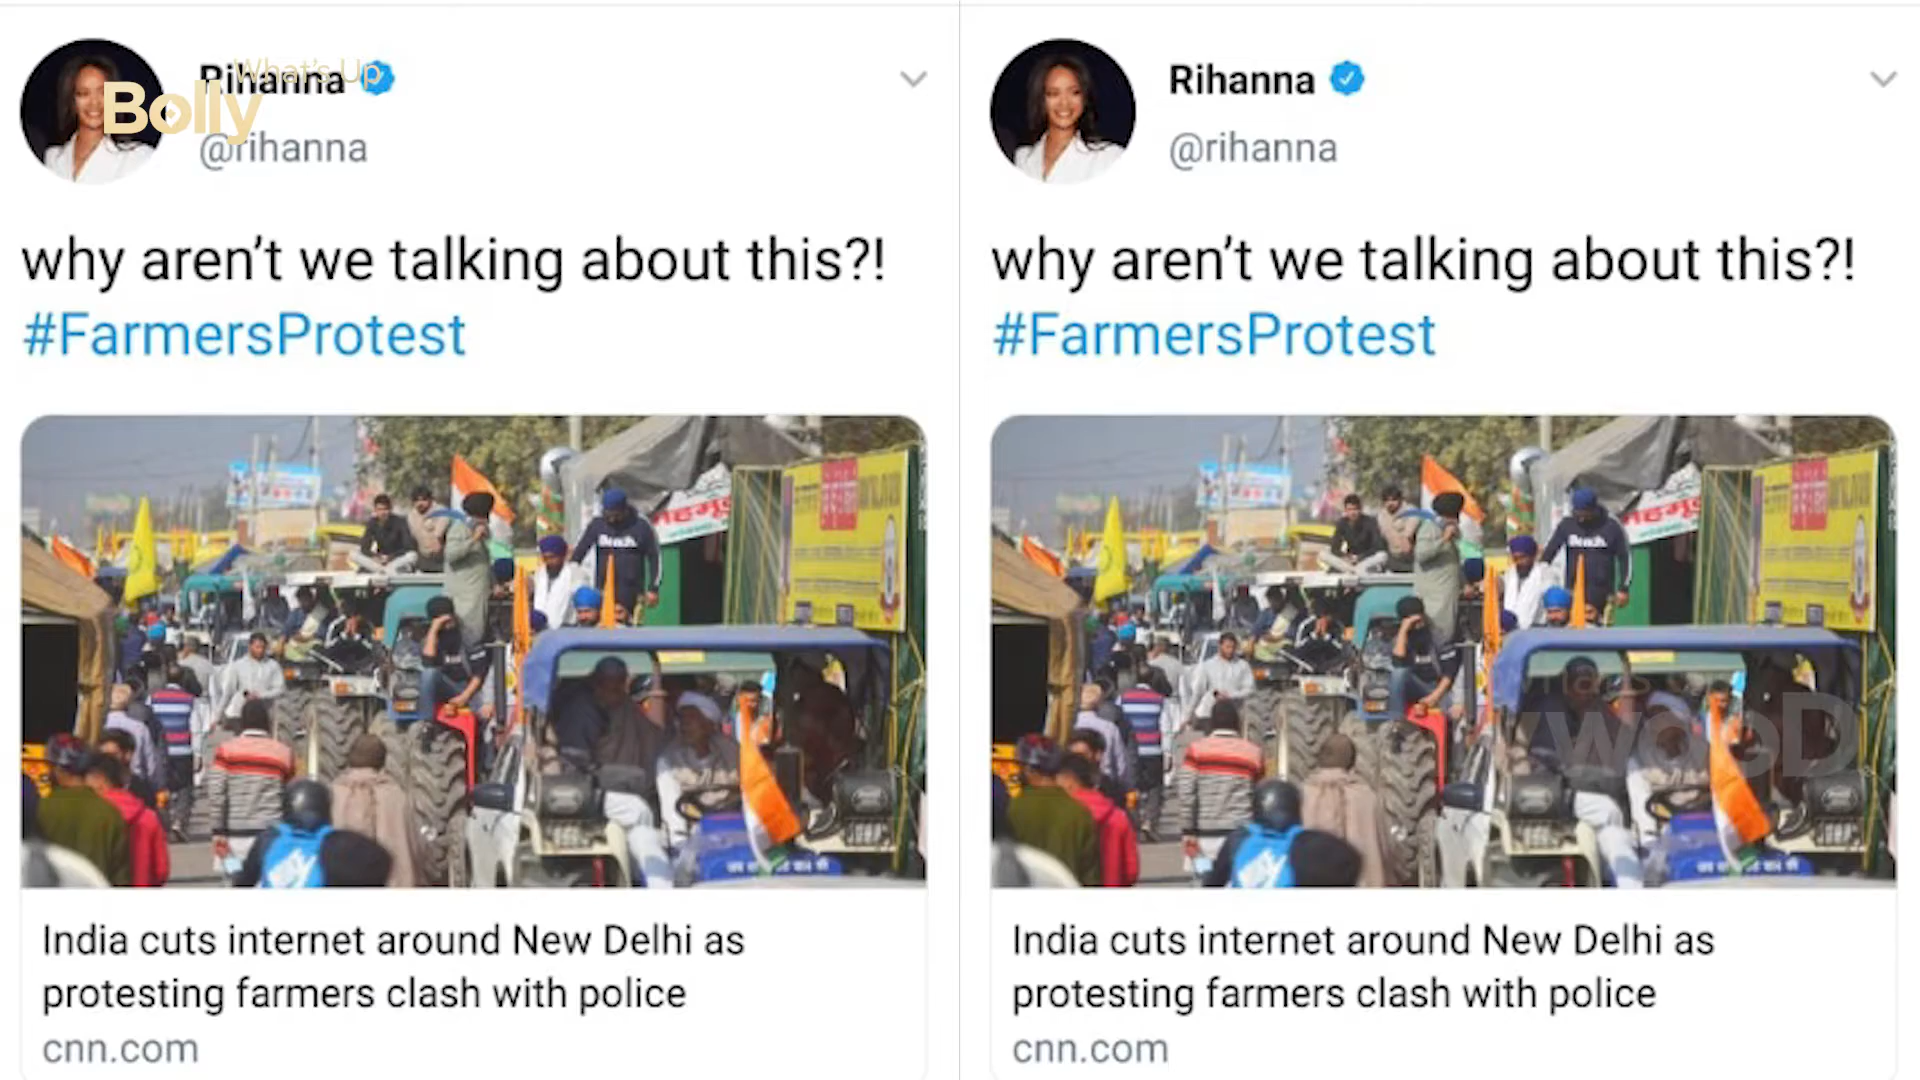 What's Up
Bolly
Rihanna
@rihanna
why aren't we talking about this?!
#FarmersProtest
Bench.
India cuts internet around New Delhi as
protesting farmers clash with police
cnn.com
Rihanna
@rihanna
why aren't we talking about this?!
#FarmersProtest
Bench.
India cuts internet around New Delhi as
protesting farmers clash with police
cnn.com